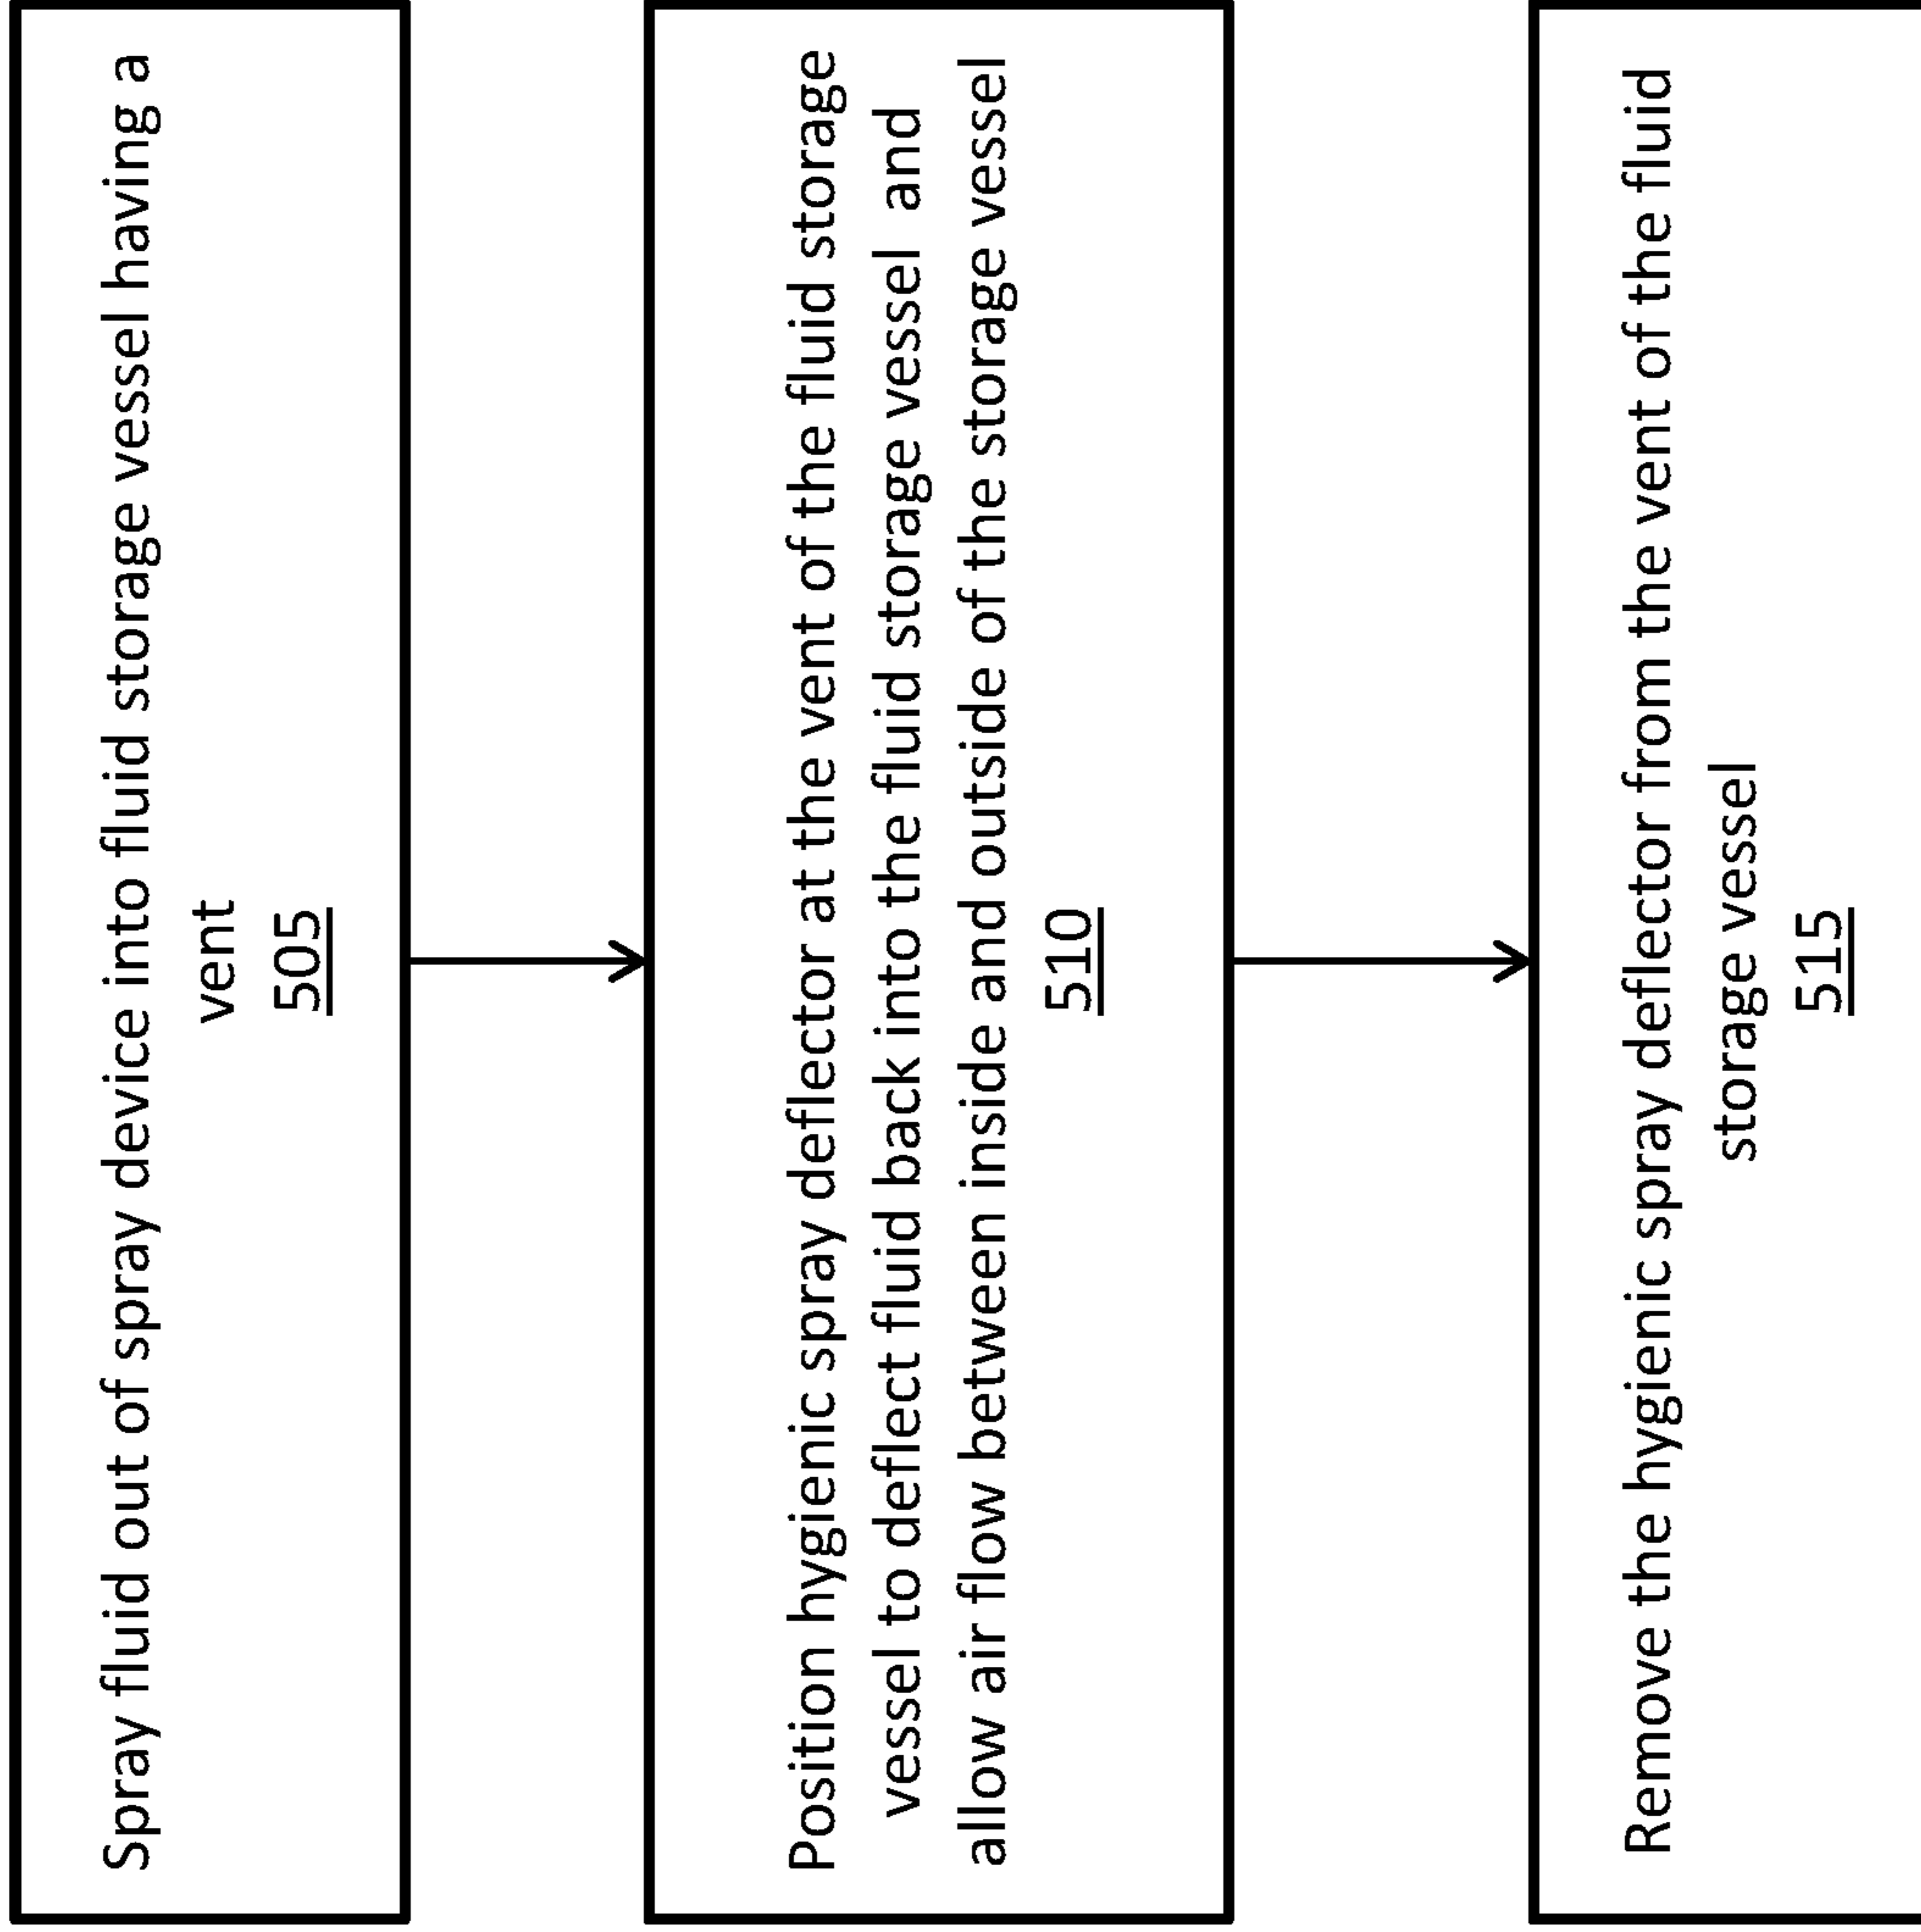 Spray fluid out of spray device into fluid storage vessel having a
vent
505
Position hygienic spray deflector at the vent of the fluid storage
vessel to deflect fluid back into the fluid storage vessel and
allow air flow between inside and outside of the storage vessel
510
Remove the hygienic spray deflector from the vent of the fluid
storage vessel
515